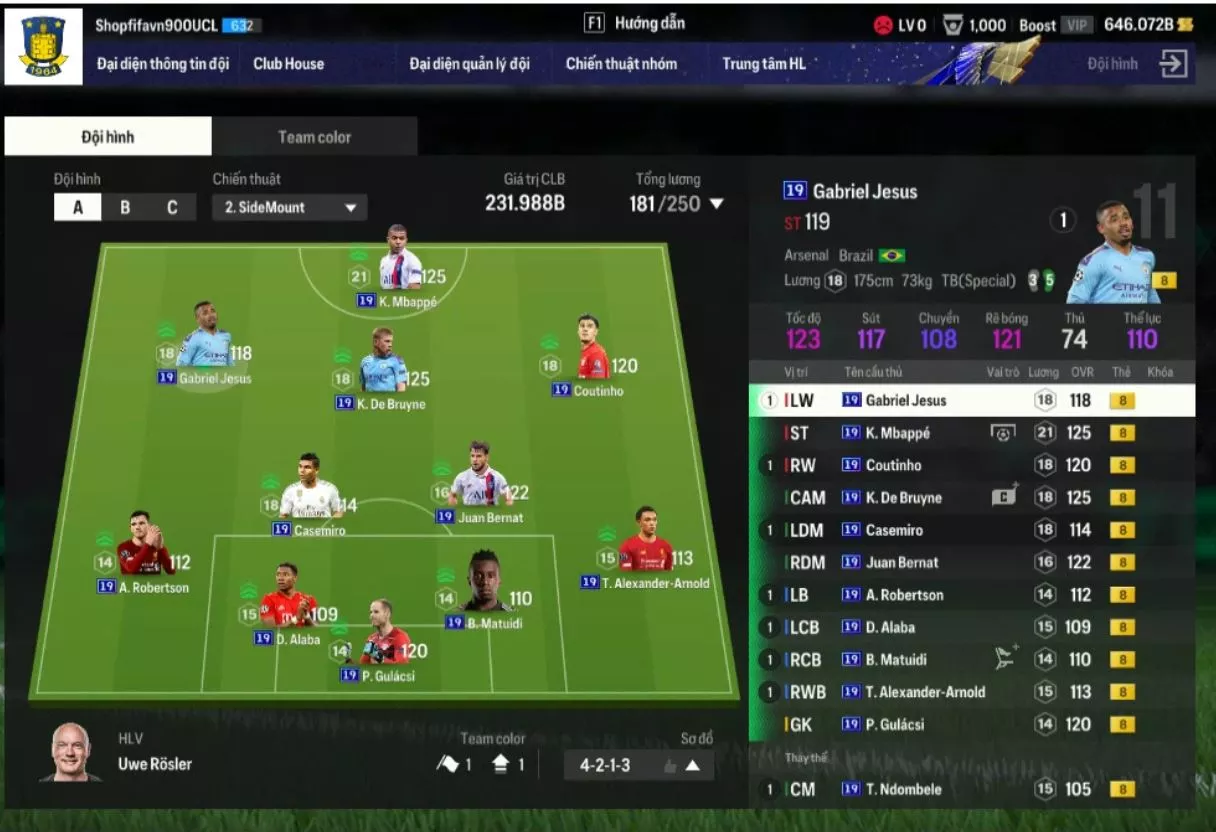 Shopfifavn900UCL 632
F1 Hướng dẫn
LV 0 1,000 Boost VIP 646.072B
1964
Đại diện thông tin đội Club House Đại diện quản lý đội Chiến thuật nhóm Trung tâm HL Đội hình
Đội hình Team color
Đội hình Chiến thuật Giá trị CLB Tổng lương
A B C 2. SideMount 231.988B 181/250
21 125
19 K. Mbappé
18 118
19 Gabriel Jesus
18 125
19 K. De Bruyne
18 120
19 Coutinho
18 114
19 Casemiro
16 122
19 Juan Bernat
14 112
19 A. Robertson
15 113
19 T. Alexander-Arnold
15 109
19 D. Alaba
14 110
19 B. Matuidi
14 120
19 P. Gulácsi
HLV
Uwe Rösler
Team color
1 1
Sơ đồ
4-2-1-3
19 Gabriel Jesus
11
ST 119
1
Arsenal Brazil
Lương 18 175cm 73kg TB(Special) 3 5
ETIHAD
8
Tốc độ Sút Chuyền Rê bóng Thủ Thể lực
123 117 108 121 74 110
Vị trí Tên cầu thủ Vai trò Lương OVR Thẻ Khóa
1 LW 19 Gabriel Jesus 18 118 8
ST 19 K. Mbappé 21 125 8
1 RW 19 Coutinho 18 120 8
CAM 19 K. De Bruyne C 18 125 8
1 LDM 19 Casemiro 18 114 8
RDM 19 Juan Bernat 16 122 8
1 LB 19 A. Robertson 14 112 8
1 LCB 19 D. Alaba 15 109 8
1 RCB 19 B. Matuidi 14 110 8
1 RWB 19 T. Alexander-Arnold 15 113 8
GK 19 P. Gulácsi 14 120 8
Thay thế
1 CM 19 T. Ndombele 15 105 8